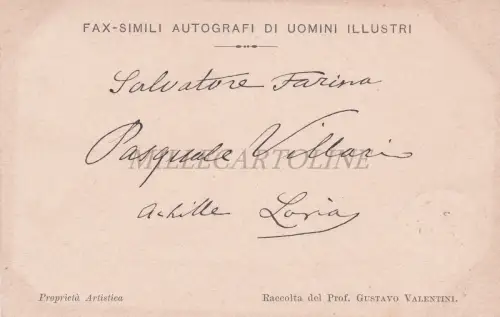 FAX-SIMILI AUTOGRAFI DI UOMINI ILLUSTRI
Salvatore Farina
Pasquale Villari
MILLECARTOLINE
Achille Loria
Proprietà Artistica
Raccolta del Prof. GUSTAVO VALENTINI.